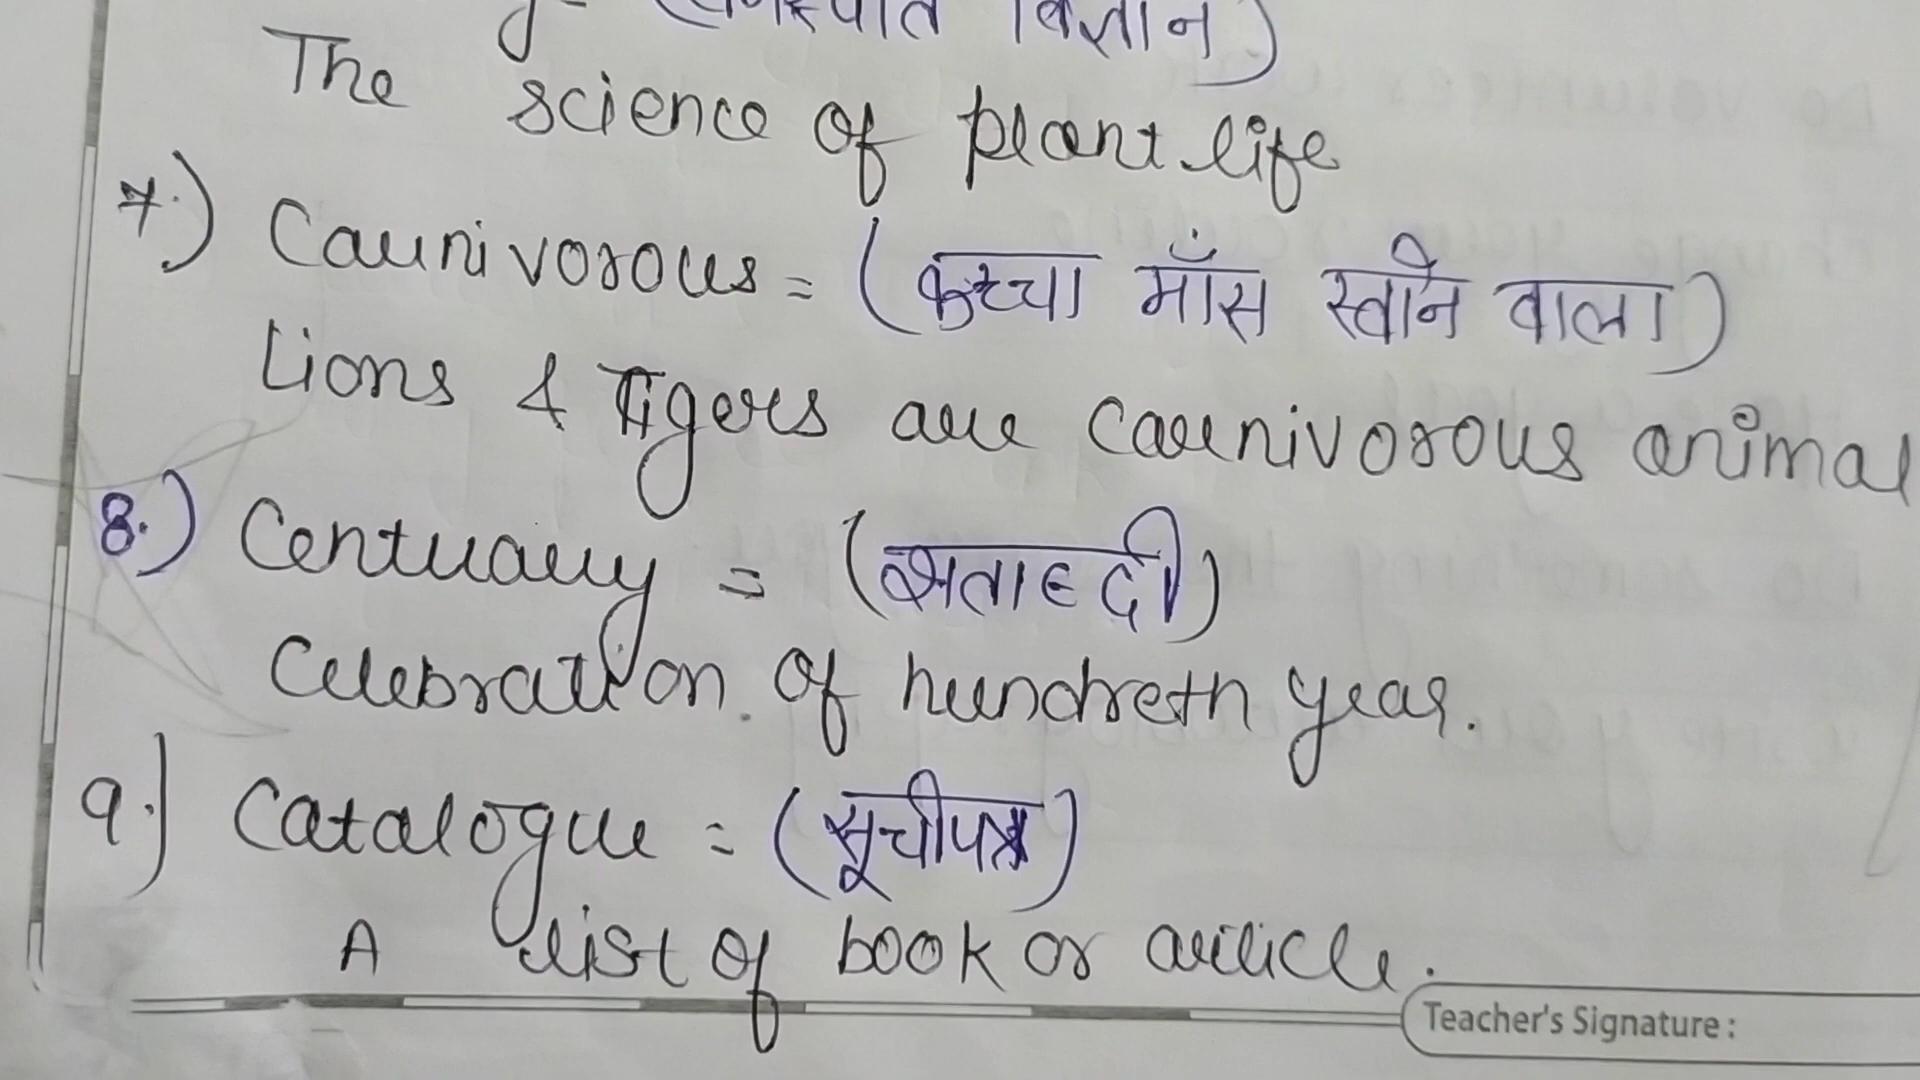 विज्ञान)
The science of plant life
7.) Carnivorous = (कच्चा माँस खाने वाला)
Lions & Tigers are carnivorous animal
8.) Century = (शताब्दी)
Celebration of hundreth year.
9.) Catalogue = (सूचीपत्र)
A list of book or article.
Teacher's Signature :